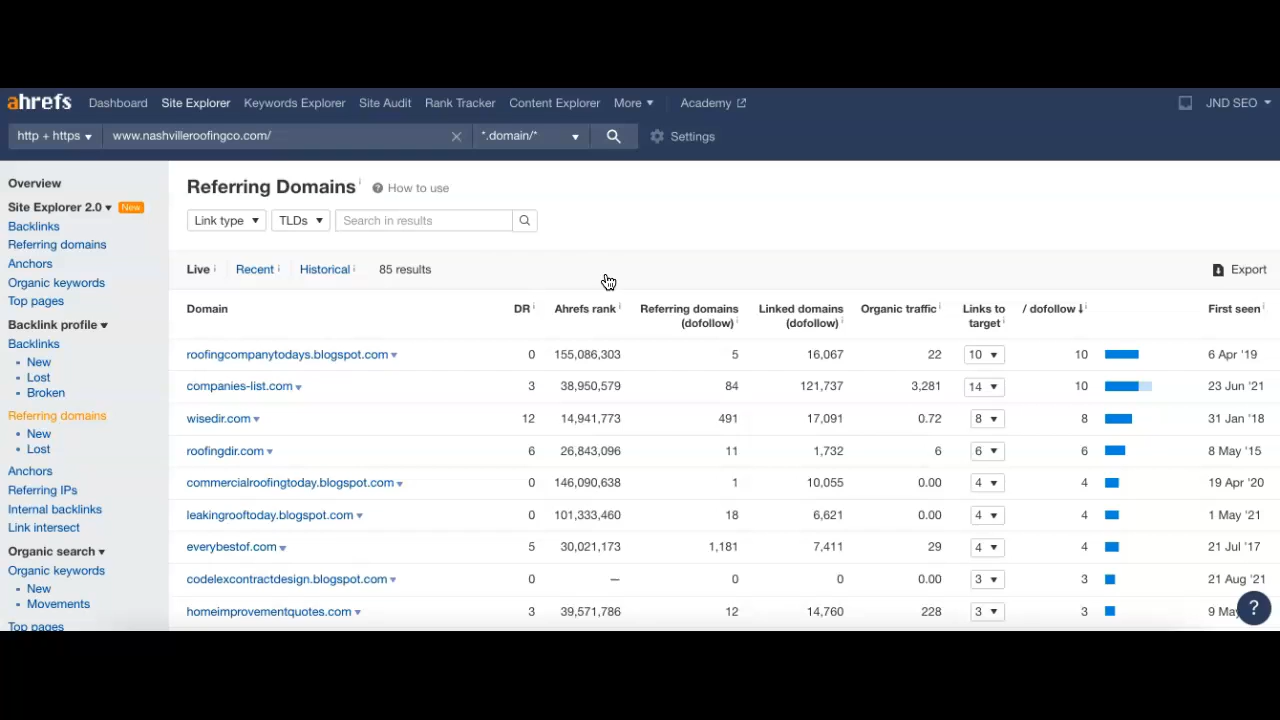 ahrefs Dashboard Site Explorer Keywords Explorer Site Audit Rank Tracker Content Explorer More Academy JND SEO
http + https www.nashvilleroofingco.com/ *.domain/* Settings
Overview
Site Explorer 2.0 New
Backlinks
Referring domains
Anchors
Organic keywords
Top pages
Backlink profile
Backlinks
New
Lost
Broken
Referring domains
New
Lost
Anchors
Referring IPs
Internal backlinks
Link intersect
Organic search
Organic keywords
New
Movements
Top pages
Referring Domains i ? How to use
Link type TLDs Search in results
Live i Recent i Historical i 85 results Export
Domain DR i Ahrefs rank i Referring domains (dofollow) i Linked domains (dofollow) i Organic traffic i Links to target i / dofollow ↓ i First seen i
roofingcompanytodays.blogspot.com 0 155,086,303 5 16,067 22 10 10 6 Apr '19
companies-list.com 3 38,950,579 84 121,737 3,281 14 10 23 Jun '21
wisedir.com 12 14,941,773 491 17,091 0.72 8 8 31 Jan '18
roofingdir.com 6 26,843,096 11 1,732 6 6 6 8 May '15
commercialroofingtoday.blogspot.com 0 146,090,638 1 10,055 0.00 4 4 19 Apr '20
leakingrooftoday.blogspot.com 0 101,333,460 18 6,621 0.00 4 4 1 May '21
everybestof.com 5 30,021,173 1,181 7,411 29 4 4 21 Jul '17
codelexcontractdesign.blogspot.com 0 — 0 0 0.00 3 3 21 Aug '21
homeimprovementquotes.com 3 39,571,786 12 14,760 228 3 3 9 May
?